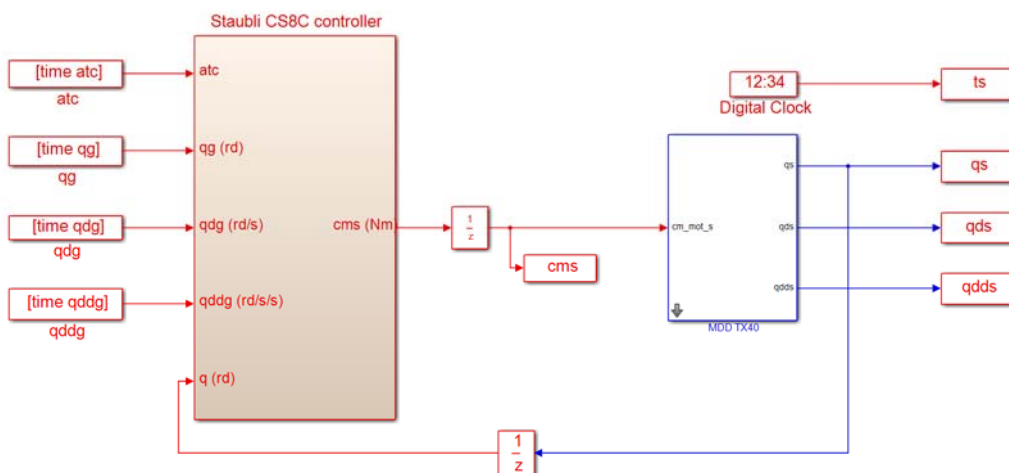 Staubli CS8C controller
[time atc]
atc
atc
[time qg]
qg
qg (rd)
[time qdg]
qdg
qdg (rd/s)
[time qddg]
qddg
qddg (rd/s/s)
q (rd)
cms (Nm)
1
z
cms
12:34
Digital Clock
cm_mot_s
qs
qds
qdds
MDD TX40
ts
qs
qds
qdds
1
z